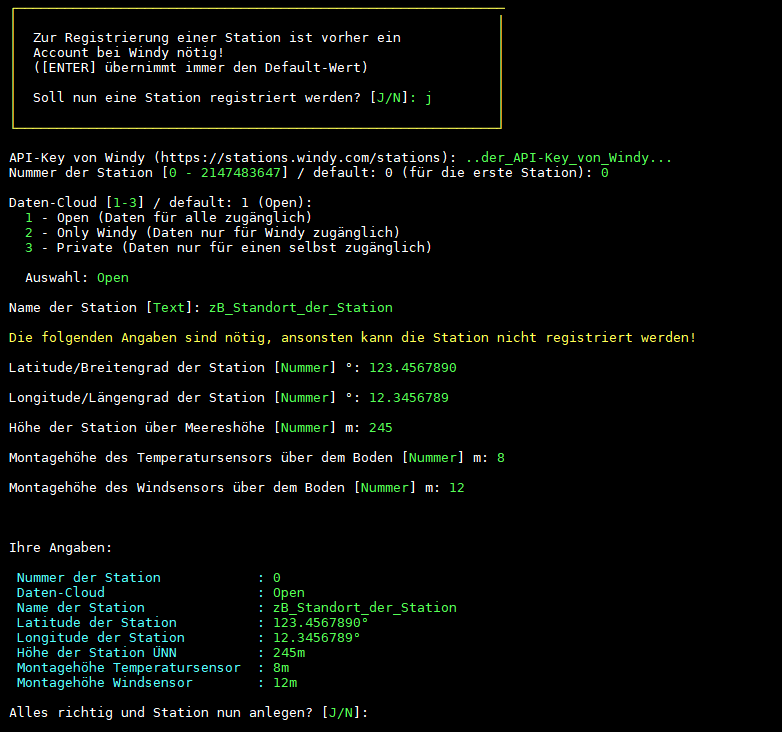 Zur Registrierung einer Station ist vorher ein
Account bei Windy nötig!
([ENTER] übernimmt immer den Default-Wert)
Soll nun eine Station registriert werden? [J/N]: j
API-Key von Windy (https://stations.windy.com/stations): ..der_API-Key_von_Windy...
Nummer der Station [0 - 2147483647] / default: 0 (für die erste Station): 0
Daten-Cloud [1-3] / default: 1 (Open):
1 - Open (Daten für alle zugänglich)
2 - Only Windy (Daten nur für Windy zugänglich)
3 - Private (Daten nur für einen selbst zugänglich)
Auswahl: Open
Name der Station [Text]: zB_Standort_der_Station
Die folgenden Angaben sind nötig, ansonsten kann die Station nicht registriert werden!
Latitude/Breitengrad der Station [Nummer] °: 123.4567890
Longitude/Längengrad der Station [Nummer] °: 12.3456789
Höhe der Station über Meereshöhe [Nummer] m: 245
Montagehöhe des Temperatursensors über dem Boden [Nummer] m: 8
Montagehöhe des Windsensors über dem Boden [Nummer] m: 12
Ihre Angaben:
Nummer der Station : 0
Daten-Cloud : Open
Name der Station : zB_Standort_der_Station
Latitude der Station : 123.4567890°
Longitude der Station : 12.3456789°
Höhe der Station ÜNN : 245m
Montagehöhe Temperatursensor : 8m
Montagehöhe Windsensor : 12m
Alles richtig und Station nun anlegen? [J/N]: